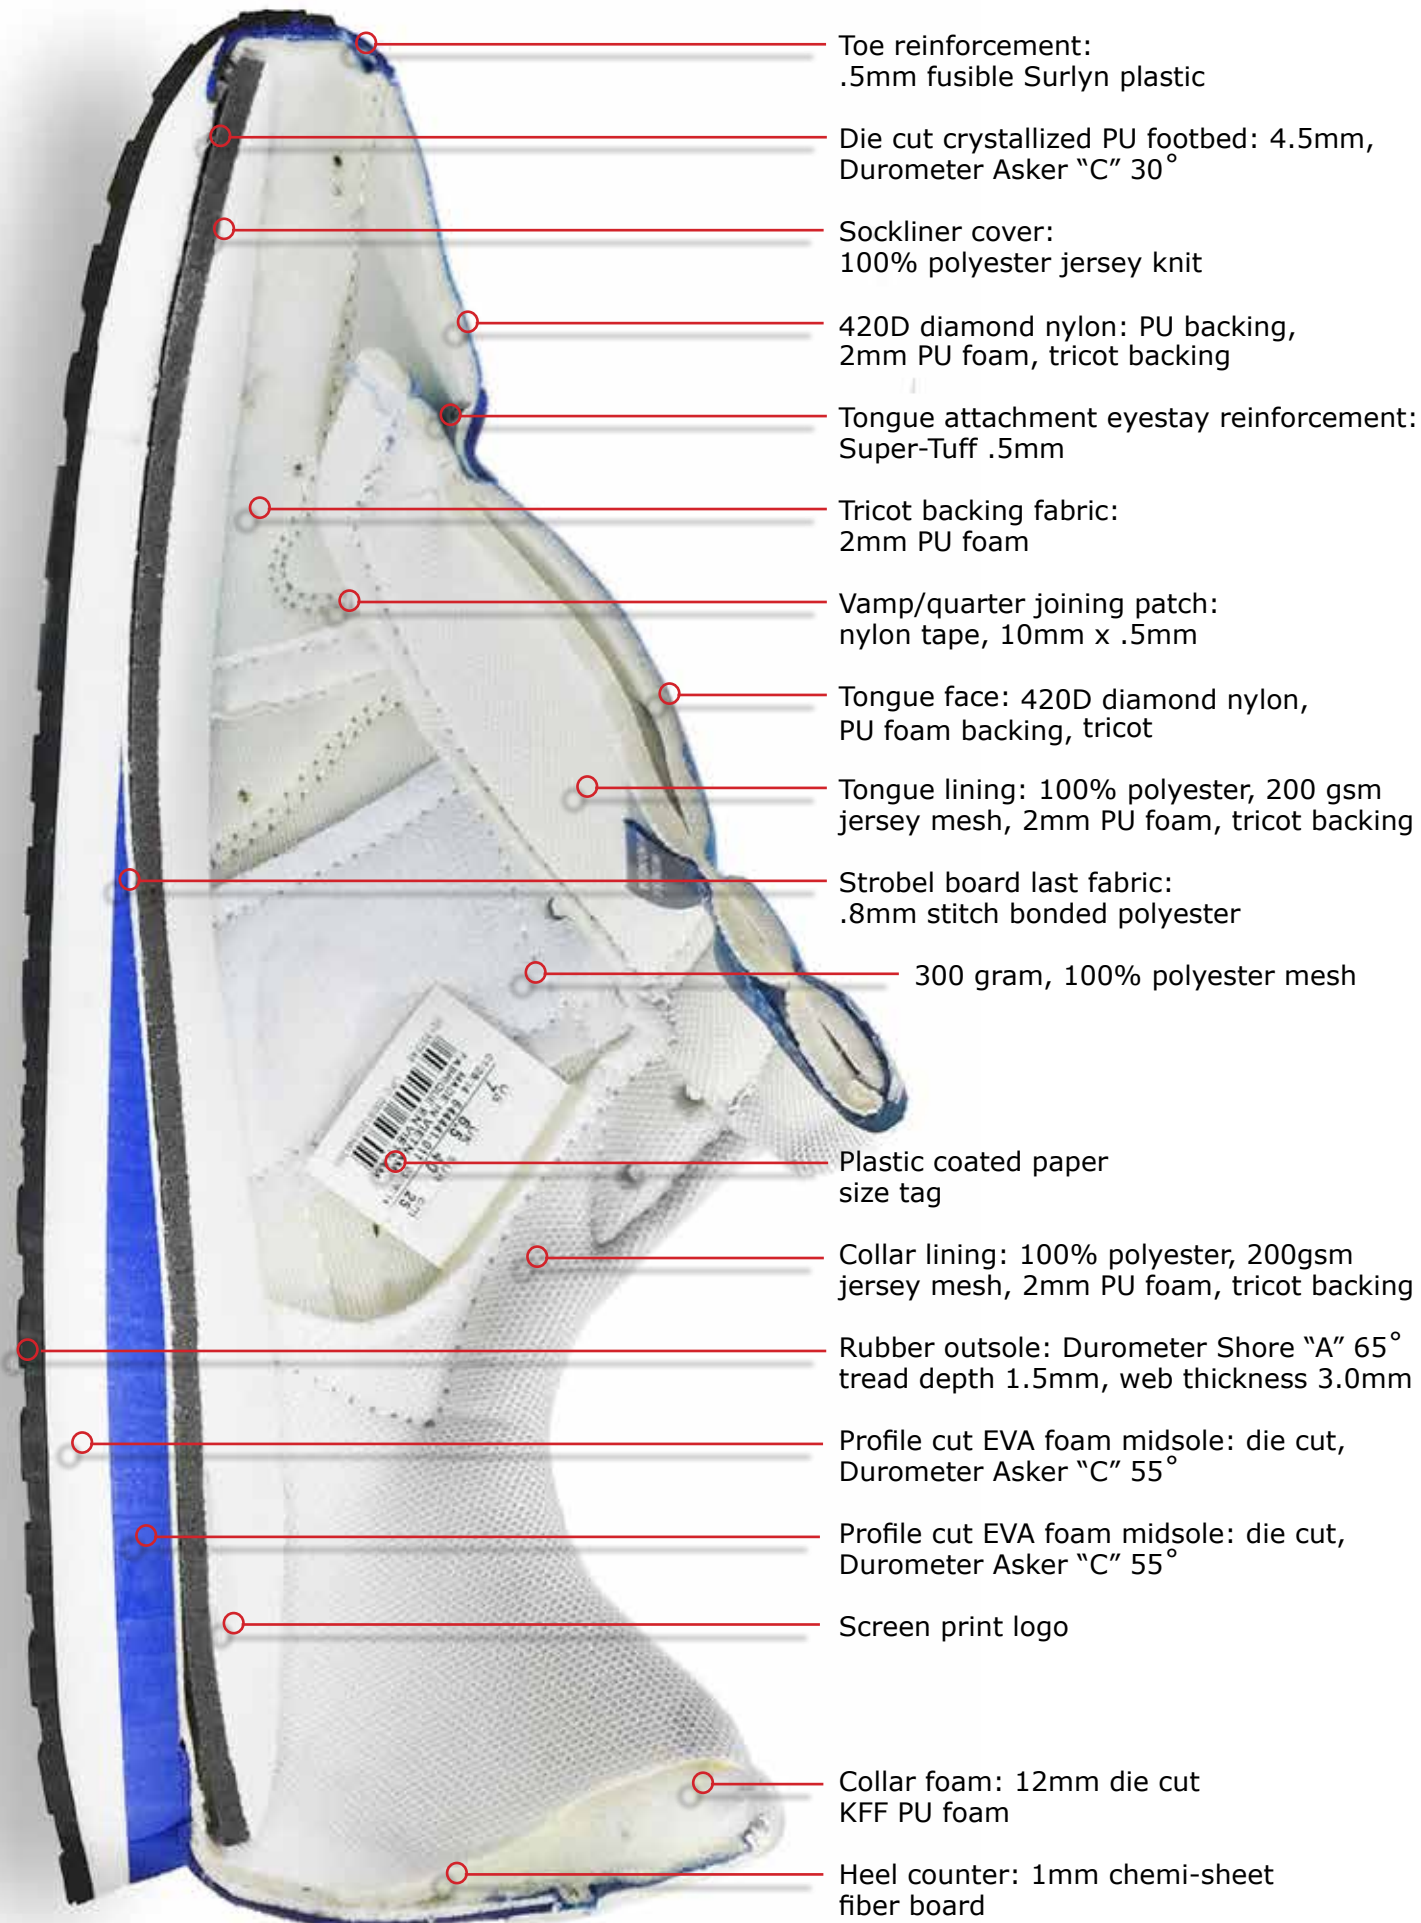 Toe reinforcement:
.5mm fusible Surlyn plastic
Die cut crystallized PU footbed: 4.5mm,
Durometer Asker “C” 30˚
Sockliner cover:
100% polyester jersey knit
420D diamond nylon: PU backing,
2mm PU foam, tricot backing
Tongue attachment eyestay reinforcement:
Super-Tuff .5mm
Tricot backing fabric:
2mm PU foam
Vamp/quarter joining patch:
nylon tape, 10mm x .5mm
Tongue face: 420D diamond nylon,
PU foam backing, tricot
Tongue lining: 100% polyester, 200 gsm
jersey mesh, 2mm PU foam, tricot backing
Strobel board last fabric:
.8mm stitch bonded polyester
300 gram, 100% polyester mesh
Plastic coated paper
size tag
Collar lining: 100% polyester, 200gsm
jersey mesh, 2mm PU foam, tricot backing
Rubber outsole: Durometer Shore “A” 65˚
tread depth 1.5mm, web thickness 3.0mm
Profile cut EVA foam midsole: die cut,
Durometer Asker “C” 55˚
Profile cut EVA foam midsole: die cut,
Durometer Asker “C” 55˚
Screen print logo
Collar foam: 12mm die cut
KFF PU foam
Heel counter: 1mm chemi-sheet
fiber board